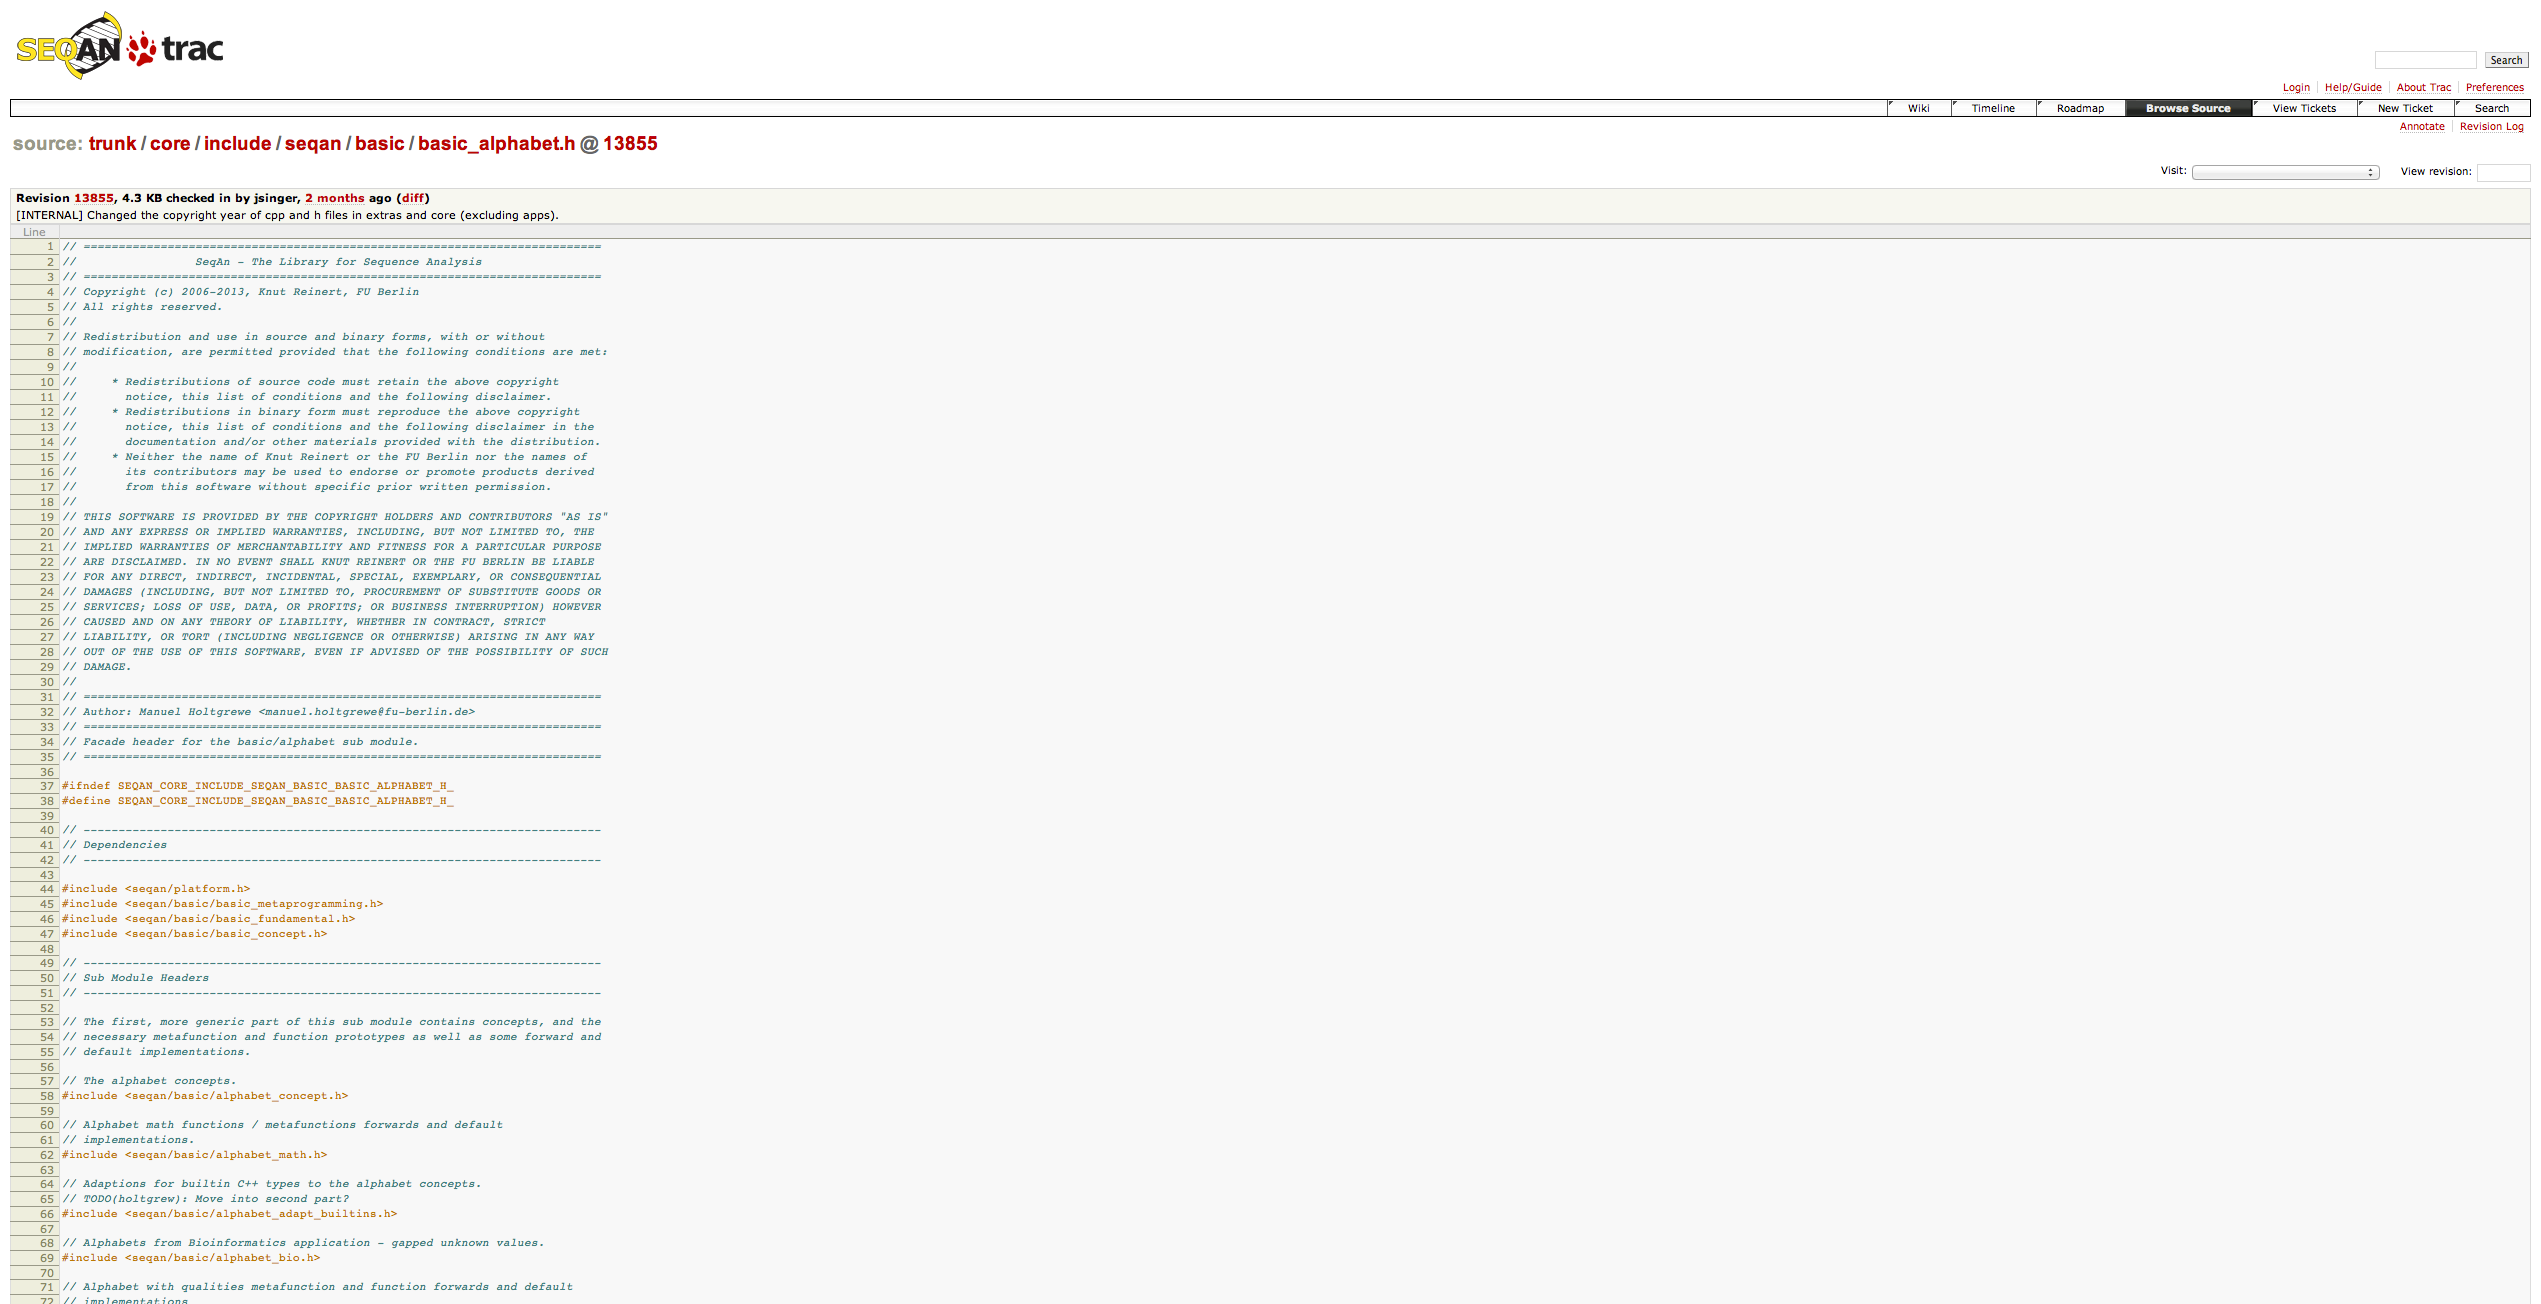 SEQAN trac
Search
Login Help/Guide About Trac Preferences
Wiki Timeline Roadmap Browse Source View Tickets New Ticket Search
Annotate Revision Log
source: trunk / core / include / seqan / basic / basic_alphabet.h @ 13855
Visit: View revision:
Revision 13855, 4.3 KB checked in by jsinger, 2 months ago (diff)
[INTERNAL] Changed the copyright year of cpp and h files in extras and core (excluding apps).
Line
1 // ==========================================================================
2 //                 SeqAn - The Library for Sequence Analysis
3 // ==========================================================================
4 // Copyright (c) 2006-2013, Knut Reinert, FU Berlin
5 // All rights reserved.
6 //
7 // Redistribution and use in source and binary forms, with or without
8 // modification, are permitted provided that the following conditions are met:
9 //
10 //     * Redistributions of source code must retain the above copyright
11 //       notice, this list of conditions and the following disclaimer.
12 //     * Redistributions in binary form must reproduce the above copyright
13 //       notice, this list of conditions and the following disclaimer in the
14 //       documentation and/or other materials provided with the distribution.
15 //     * Neither the name of Knut Reinert or the FU Berlin nor the names of
16 //       its contributors may be used to endorse or promote products derived
17 //       from this software without specific prior written permission.
18 //
19 // THIS SOFTWARE IS PROVIDED BY THE COPYRIGHT HOLDERS AND CONTRIBUTORS "AS IS"
20 // AND ANY EXPRESS OR IMPLIED WARRANTIES, INCLUDING, BUT NOT LIMITED TO, THE
21 // IMPLIED WARRANTIES OF MERCHANTABILITY AND FITNESS FOR A PARTICULAR PURPOSE
22 // ARE DISCLAIMED. IN NO EVENT SHALL KNUT REINERT OR THE FU BERLIN BE LIABLE
23 // FOR ANY DIRECT, INDIRECT, INCIDENTAL, SPECIAL, EXEMPLARY, OR CONSEQUENTIAL
24 // DAMAGES (INCLUDING, BUT NOT LIMITED TO, PROCUREMENT OF SUBSTITUTE GOODS OR
25 // SERVICES; LOSS OF USE, DATA, OR PROFITS; OR BUSINESS INTERRUPTION) HOWEVER
26 // CAUSED AND ON ANY THEORY OF LIABILITY, WHETHER IN CONTRACT, STRICT
27 // LIABILITY, OR TORT (INCLUDING NEGLIGENCE OR OTHERWISE) ARISING IN ANY WAY
28 // OUT OF THE USE OF THIS SOFTWARE, EVEN IF ADVISED OF THE POSSIBILITY OF SUCH
29 // DAMAGE.
30 //
31 // ==========================================================================
32 // Author: Manuel Holtgrewe <manuel.holtgrewe@fu-berlin.de>
33 // ==========================================================================
34 // Facade header for the basic/alphabet sub module.
35 // ==========================================================================
36
37 #ifndef SEQAN_CORE_INCLUDE_SEQAN_BASIC_BASIC_ALPHABET_H_
38 #define SEQAN_CORE_INCLUDE_SEQAN_BASIC_BASIC_ALPHABET_H_
39
40 // --------------------------------------------------------------------------
41 // Dependencies
42 // --------------------------------------------------------------------------
43
44 #include <seqan/platform.h>
45 #include <seqan/basic/basic_metaprogramming.h>
46 #include <seqan/basic/basic_fundamental.h>
47 #include <seqan/basic/basic_concept.h>
48
49 // --------------------------------------------------------------------------
50 // Sub Module Headers
51 // --------------------------------------------------------------------------
52
53 // The first, more generic part of this sub module contains concepts, and the
54 // necessary metafunction and function prototypes as well as some forward and
55 // default implementations.
56
57 // The alphabet concepts.
58 #include <seqan/basic/alphabet_concept.h>
59
60 // Alphabet math functions / metafunctions forwards and default
61 // implementations.
62 #include <seqan/basic/alphabet_math.h>
63
64 // Adaptions for builtin C++ types to the alphabet concepts.
65 // TODO(holtgrew): Move into second part?
66 #include <seqan/basic/alphabet_adapt_builtins.h>
67
68 // Alphabets from Bioinformatics application - gapped unknown values.
69 #include <seqan/basic/alphabet_bio.h>
70
71 // Alphabet with qualities metafunction and function forwards and default
72 // implementations